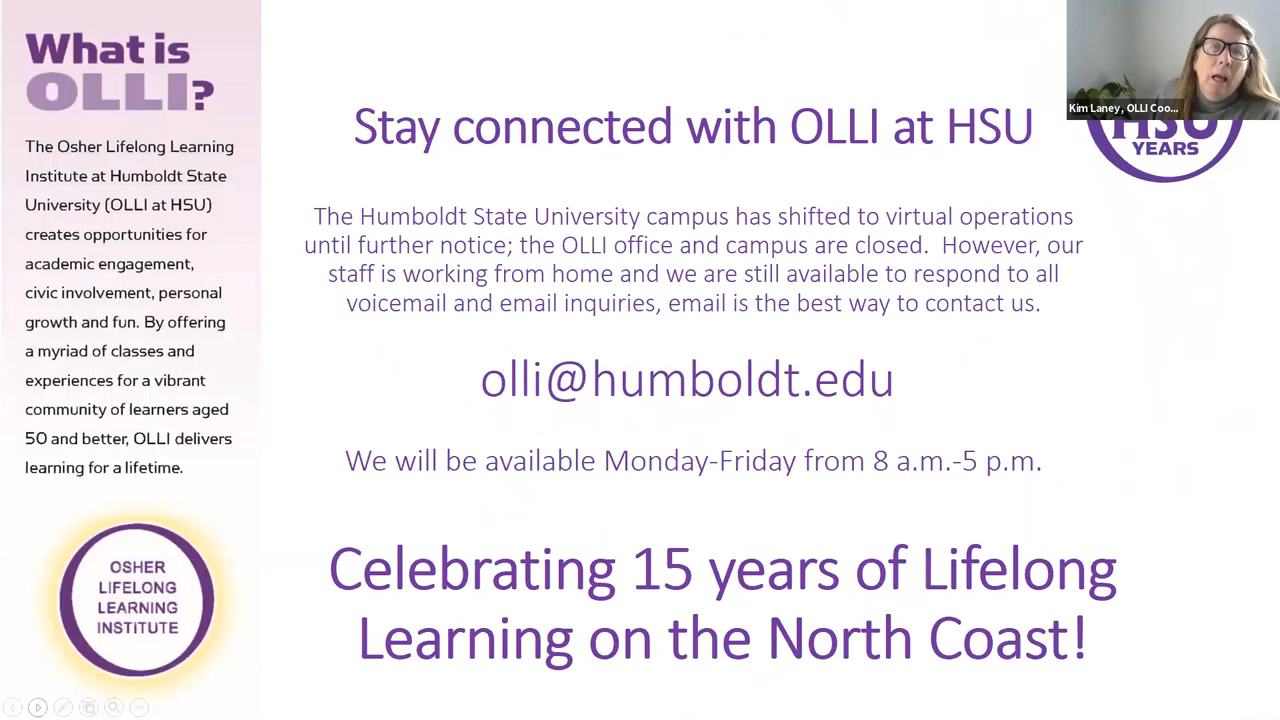 What is
OLLI?
The Osher Lifelong Learning
Institute at Humboldt State
University (OLLI at HSU)
creates opportunities for
academic engagement,
civic involvement, personal
growth and fun. By offering
a myriad of classes and
experiences for a vibrant
community of learners aged
50 and better, OLLI delivers
learning for a lifetime.
OSHER
LIFELONG
LEARNING
INSTITUTE
Stay connected with OLLI at HSU
The Humboldt State University campus has shifted to virtual operations
until further notice; the OLLI office and campus are closed.  However, our
staff is working from home and we are still available to respond to all
voicemail and email inquiries, email is the best way to contact us.
olli@humboldt.edu
We will be available Monday-Friday from 8 a.m.-5 p.m.
Celebrating 15 years of Lifelong
Learning on the North Coast!
Kim Laney, OLLI Coo...
HSU
YEARS